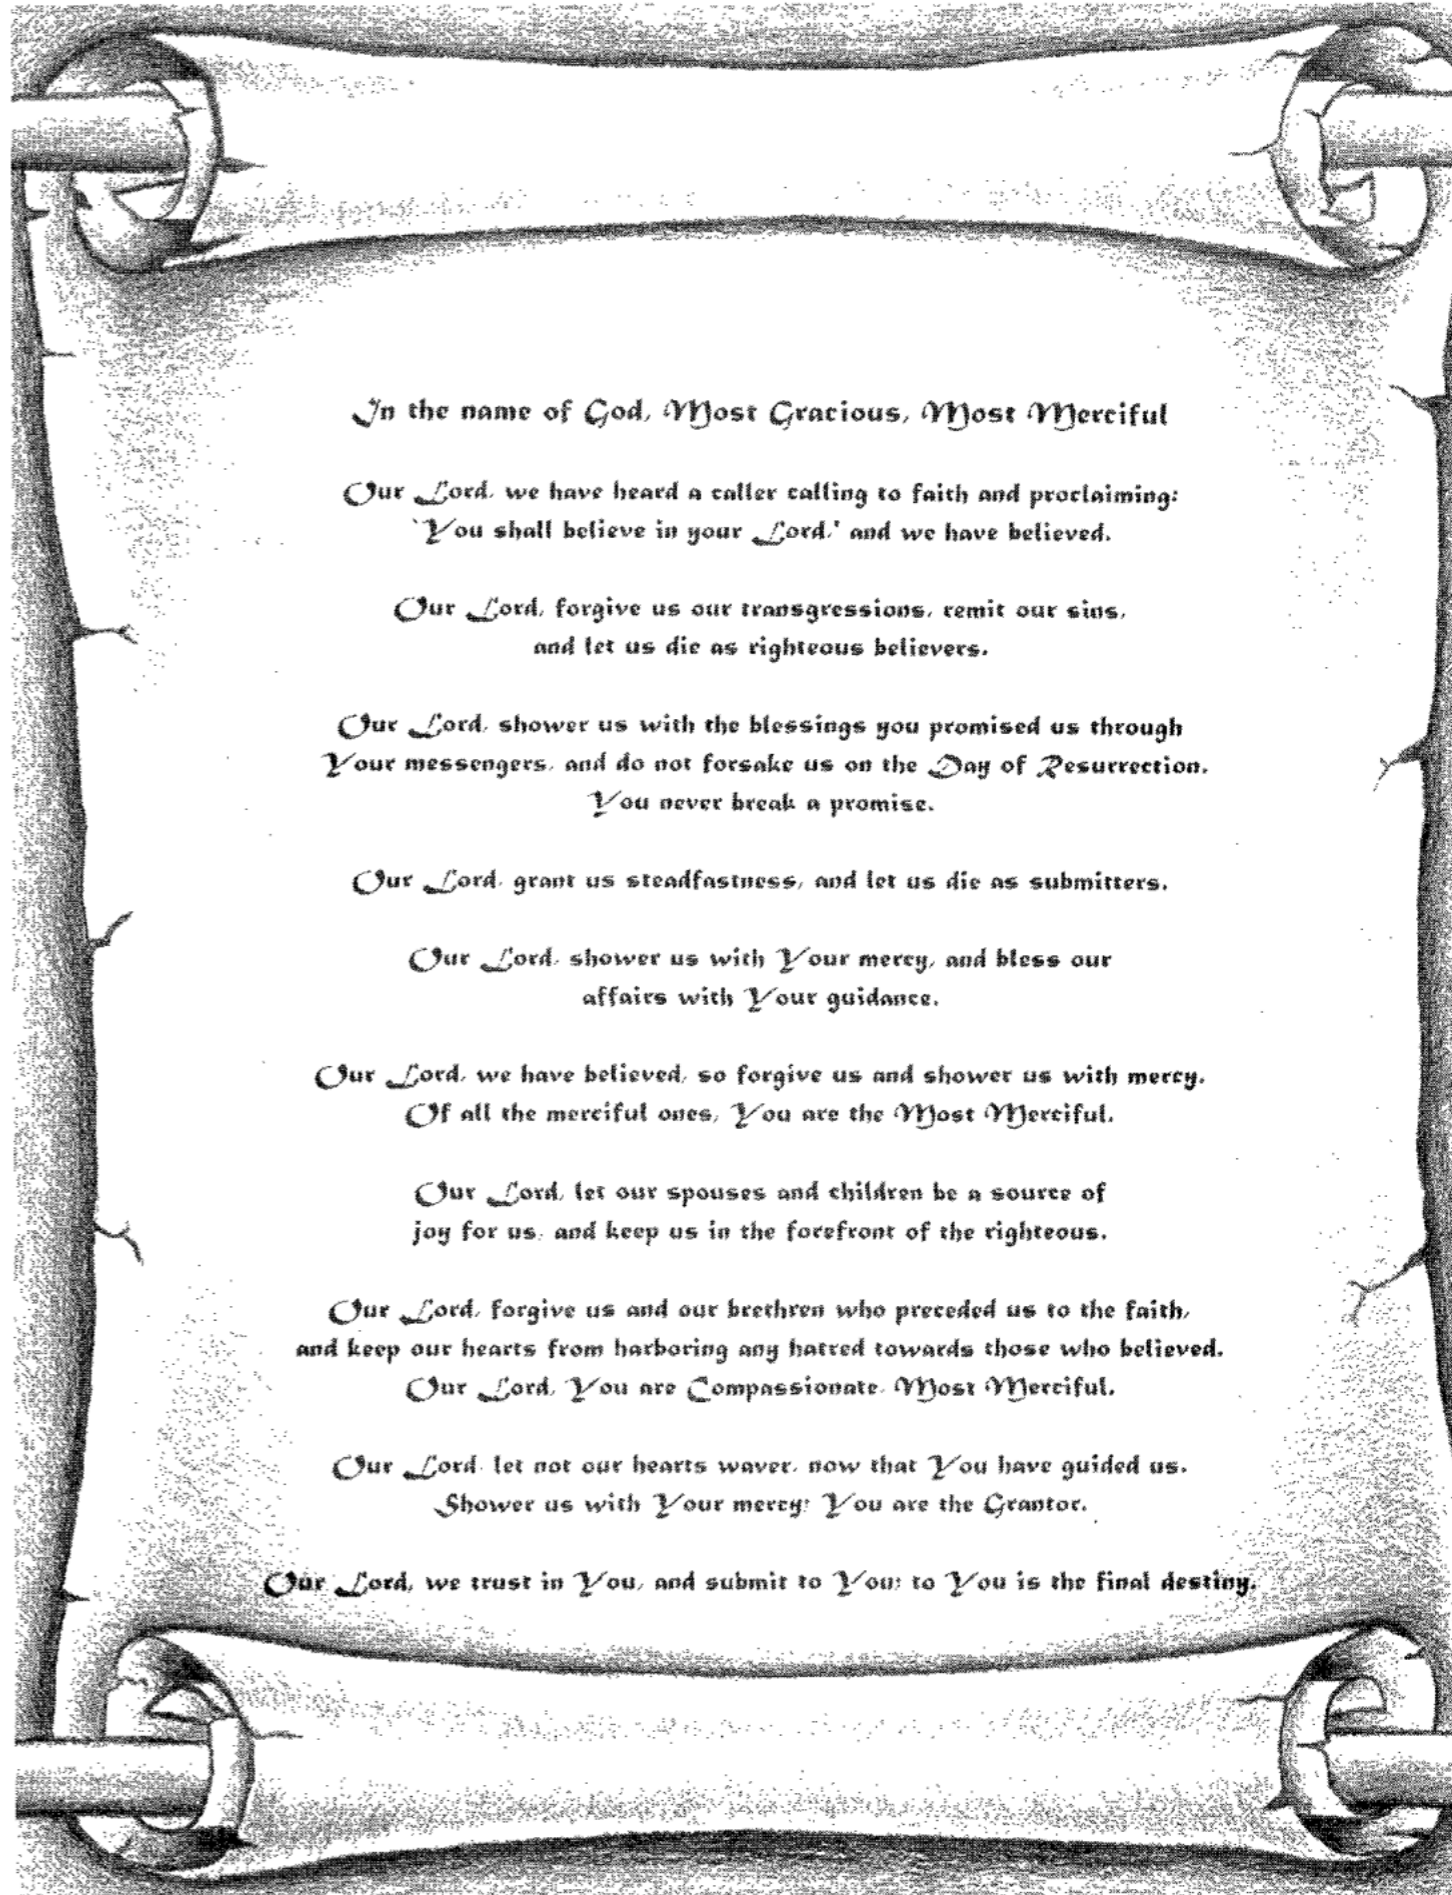 In the name of God, Most Gracious, Most Merciful
Our Lord, we have heard a caller calling to faith and proclaiming:
`You shall believe in your Lord,' and we have believed.
Our Lord, forgive us our transgressions, remit our sins,
and let us die as righteous believers.
Our Lord, shower us with the blessings you promised us through
Your messengers, and do not forsake us on the Day of Resurrection.
You never break a promise.
Our Lord, grant us steadfastness, and let us die as submitters.
Our Lord, shower us with Your mercy, and bless our
affairs with Your guidance.
Our Lord, we have believed, so forgive us and shower us with mercy.
Of all the merciful ones, You are the Most Merciful.
Our Lord, let our spouses and children be a source of
joy for us, and keep us in the forefront of the righteous.
Our Lord, forgive us and our brethren who preceded us to the faith,
and keep our hearts from harboring any hatred towards those who believed.
Our Lord, You are Compassionate, Most Merciful.
Our Lord, let not our hearts waver, now that You have guided us.
Shower us with Your mercy; You are the Grantor.
Our Lord, we trust in You, and submit to You; to You is the final destiny.